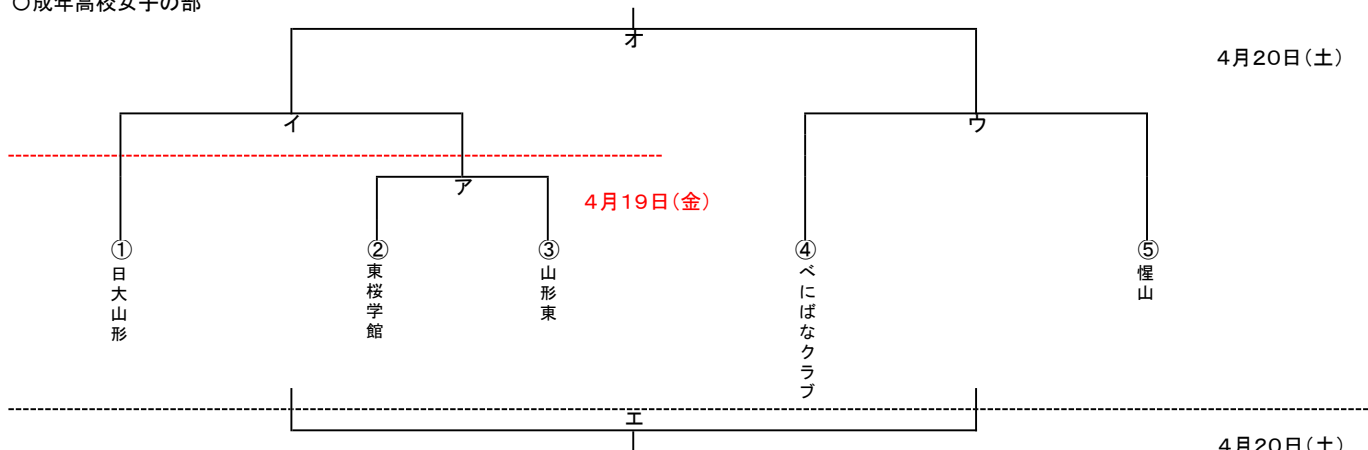 〇成年高校女子の部
オ
4月20日(土)
イ
ウ
ア
4月19日(金)
①
日大山形
②
東桜学館
③
山形東
④
べにばなクラブ
⑤
惺山
エ
4月20日(土)